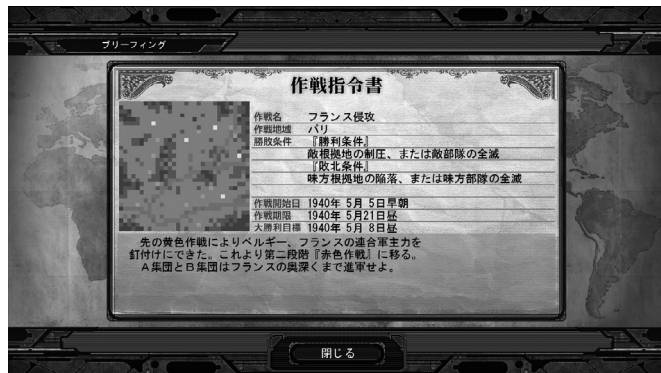 ブリーフィング
作戦指令書
作戦名 フランス侵攻
作戦地域 パリ
勝敗条件 『勝利条件』
敵根拠地の制圧、または敵部隊の全滅
『敗北条件』
味方根拠地の陥落、または味方部隊の全滅
作戦開始日 1940年 5月 5日早朝
作戦期限 1940年 5月21日昼
大勝利目標 1940年 5月 8日昼
先の黄色作戦によりベルギー、フランスの連合軍主力を
釘付けにできた。これより第二段階『赤色作戦』に移る。
A集団とB集団はフランスの奥深くまで進軍せよ。
閉じる